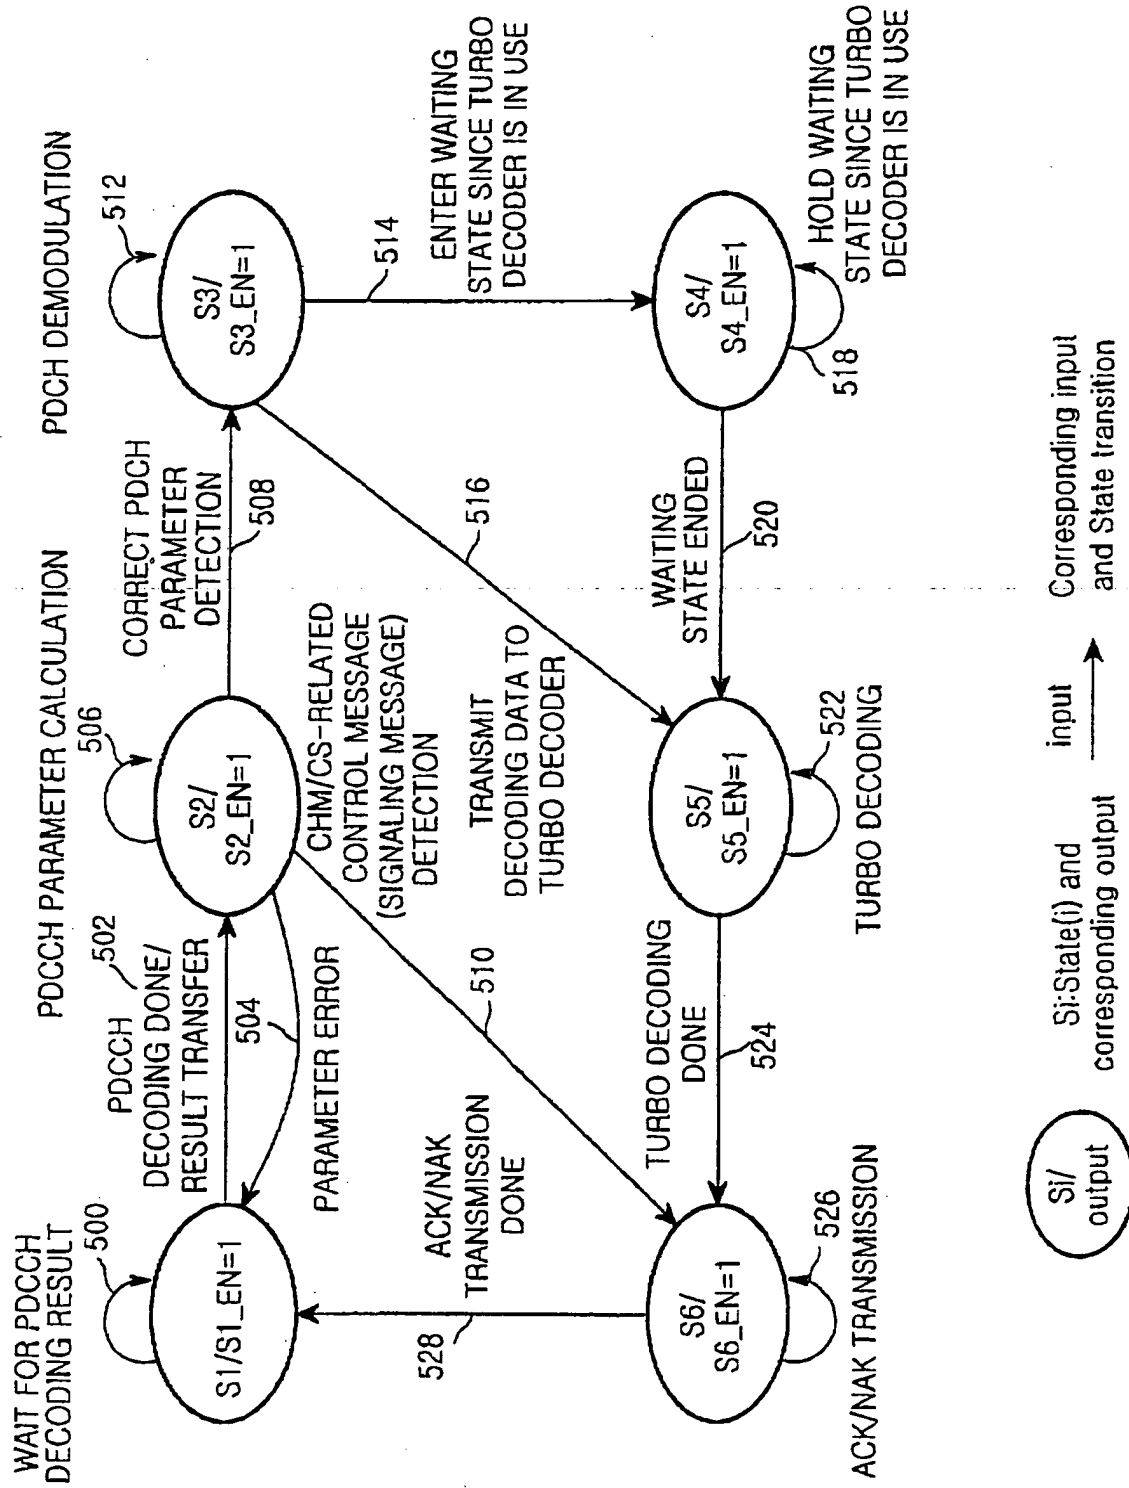 WAIT FOR PDCCH
DECODING RESULT
500
S1/S1_EN=1
PDCCH 502
DECODING DONE/
RESULT TRANSFER
504
PARAMETER ERROR
PDCCH PARAMETER CALCULATION
506
S2/
S2_EN=1
CORRECT PDCH
PARAMETER
DETECTION
508
PDCH DEMODULATION
512
S3/
S3_EN=1
CHM/CS-RELATED
CONTROL MESSAGE
(SIGNALING MESSAGE)
DETECTION
510
TRANSMIT
DECODING DATA TO
TURBO DECODER
516
514
ENTER WAITING
STATE SINCE TURBO
DECODER IS IN USE
ACK/NAK
TRANSMISSION
DONE
528
S6/
S6_EN=1
526
ACK/NAK TRANSMISSION
TURBO DECODING
DONE
524
S5/
S5_EN=1
522
TURBO DECODING
WAITING
STATE ENDED
520
S4/
S4_EN=1
518
HOLD WAITING
STATE SINCE TURBO
DECODER IS IN USE
Si/
output
Si:State(i) and
corresponding output
input
Corresponding input
and State transition